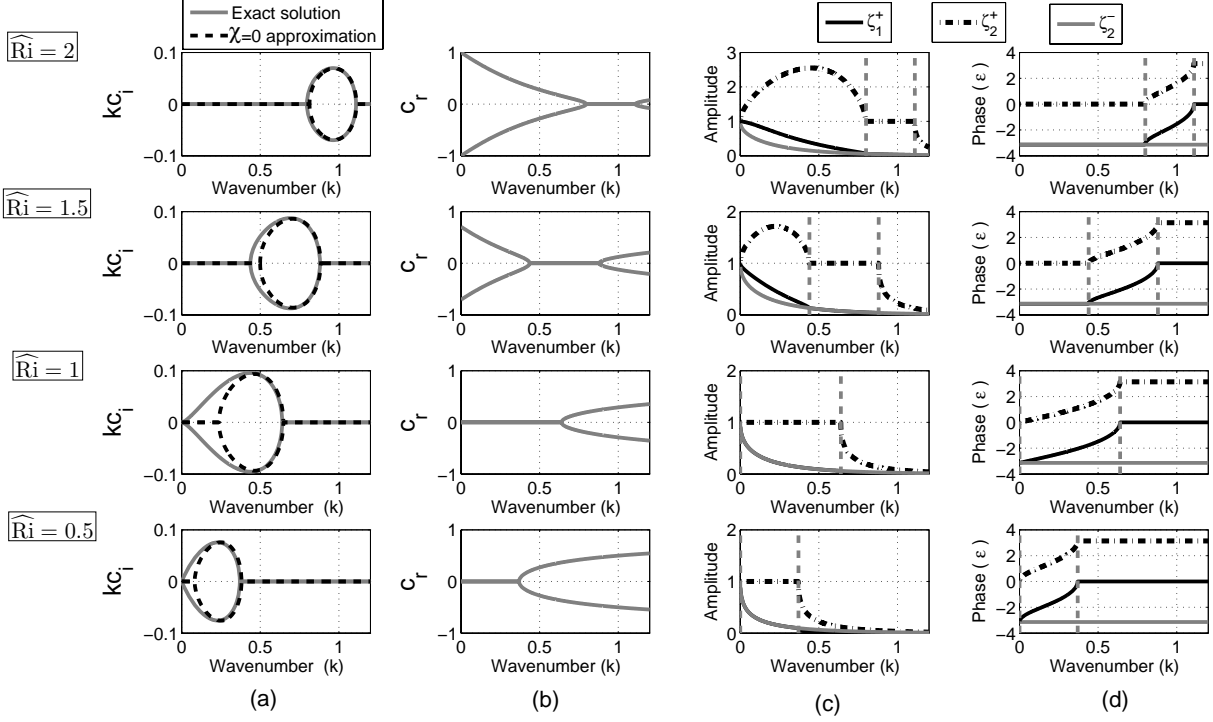 Exact solution
χ=0 approximation
ζ₁⁺
ζ₂⁺
ζ₂⁻
R̂i = 2
0.1
0
−0.1
kcᵢ
0 0.5 1
Wavenumber (k)
1
0
−1
cᵣ
0 0.5 1
Wavenumber (k)
3
2
1
0
Amplitude
0 0.5 1
Wavenumber (k)
4
2
0
−2
−4
Phase ( ε )
0 0.5 1
Wavenumber (k)
R̂i = 1.5
0.1
0
−0.1
kcᵢ
0 0.5 1
Wavenumber (k)
1
0
−1
cᵣ
0 0.5 1
Wavenumber (k)
2
1
0
Amplitude
0 0.5 1
Wavenumber (k)
4
2
0
−2
−4
Phase ( ε )
0 0.5 1
Wavenumber (k)
R̂i = 1
0.1
0
−0.1
kcᵢ
0 0.5 1
Wavenumber (k)
1
0
−1
cᵣ
0 0.5 1
Wavenumber (k)
2
1
0
Amplitude
0 0.5 1
Wavenumber (k)
4
2
0
−2
−4
Phase ( ε )
0 0.5 1
Wavenumber (k)
R̂i = 0.5
0.1
0
−0.1
kcᵢ
0 0.5 1
Wavenumber (k)
1
0
−1
cᵣ
0 0.5 1
Wavenumber (k)
2
1
0
Amplitude
0 0.5 1
Wavenumber (k)
4
2
0
−2
−4
Phase ( ε )
0 0.5 1
Wavenumber (k)
(a)
(b)
(c)
(d)